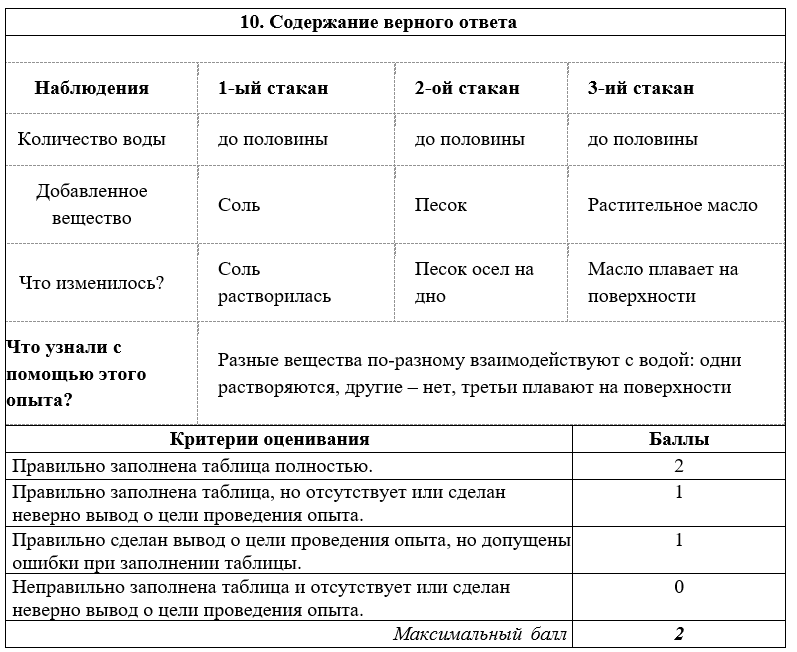 10. Содержание верного ответа
Наблюдения 1-ый стакан 2-ой стакан 3-ий стакан
Количество воды до половины до половины до половины
Добавленное
вещество
Соль Песок Растительное масло
Что изменилось?
Соль
растворилась
Песок осел на
дно
Масло плавает на
поверхности
Что узнали с
помощью этого
опыта?
Разные вещества по-разному взаимодействуют с водой: одни
растворяются, другие – нет, третьи плавают на поверхности
Критерии оценивания Баллы
Правильно заполнена таблица полностью. 2
Правильно заполнена таблица, но отсутствует или сделан
неверно вывод о цели проведения опыта.
1
Правильно сделан вывод о цели проведения опыта, но допущены
ошибки при заполнении таблицы.
1
Неправильно заполнена таблица и отсутствует или сделан
неверно вывод о цели проведения опыта.
0
Максимальный балл 2